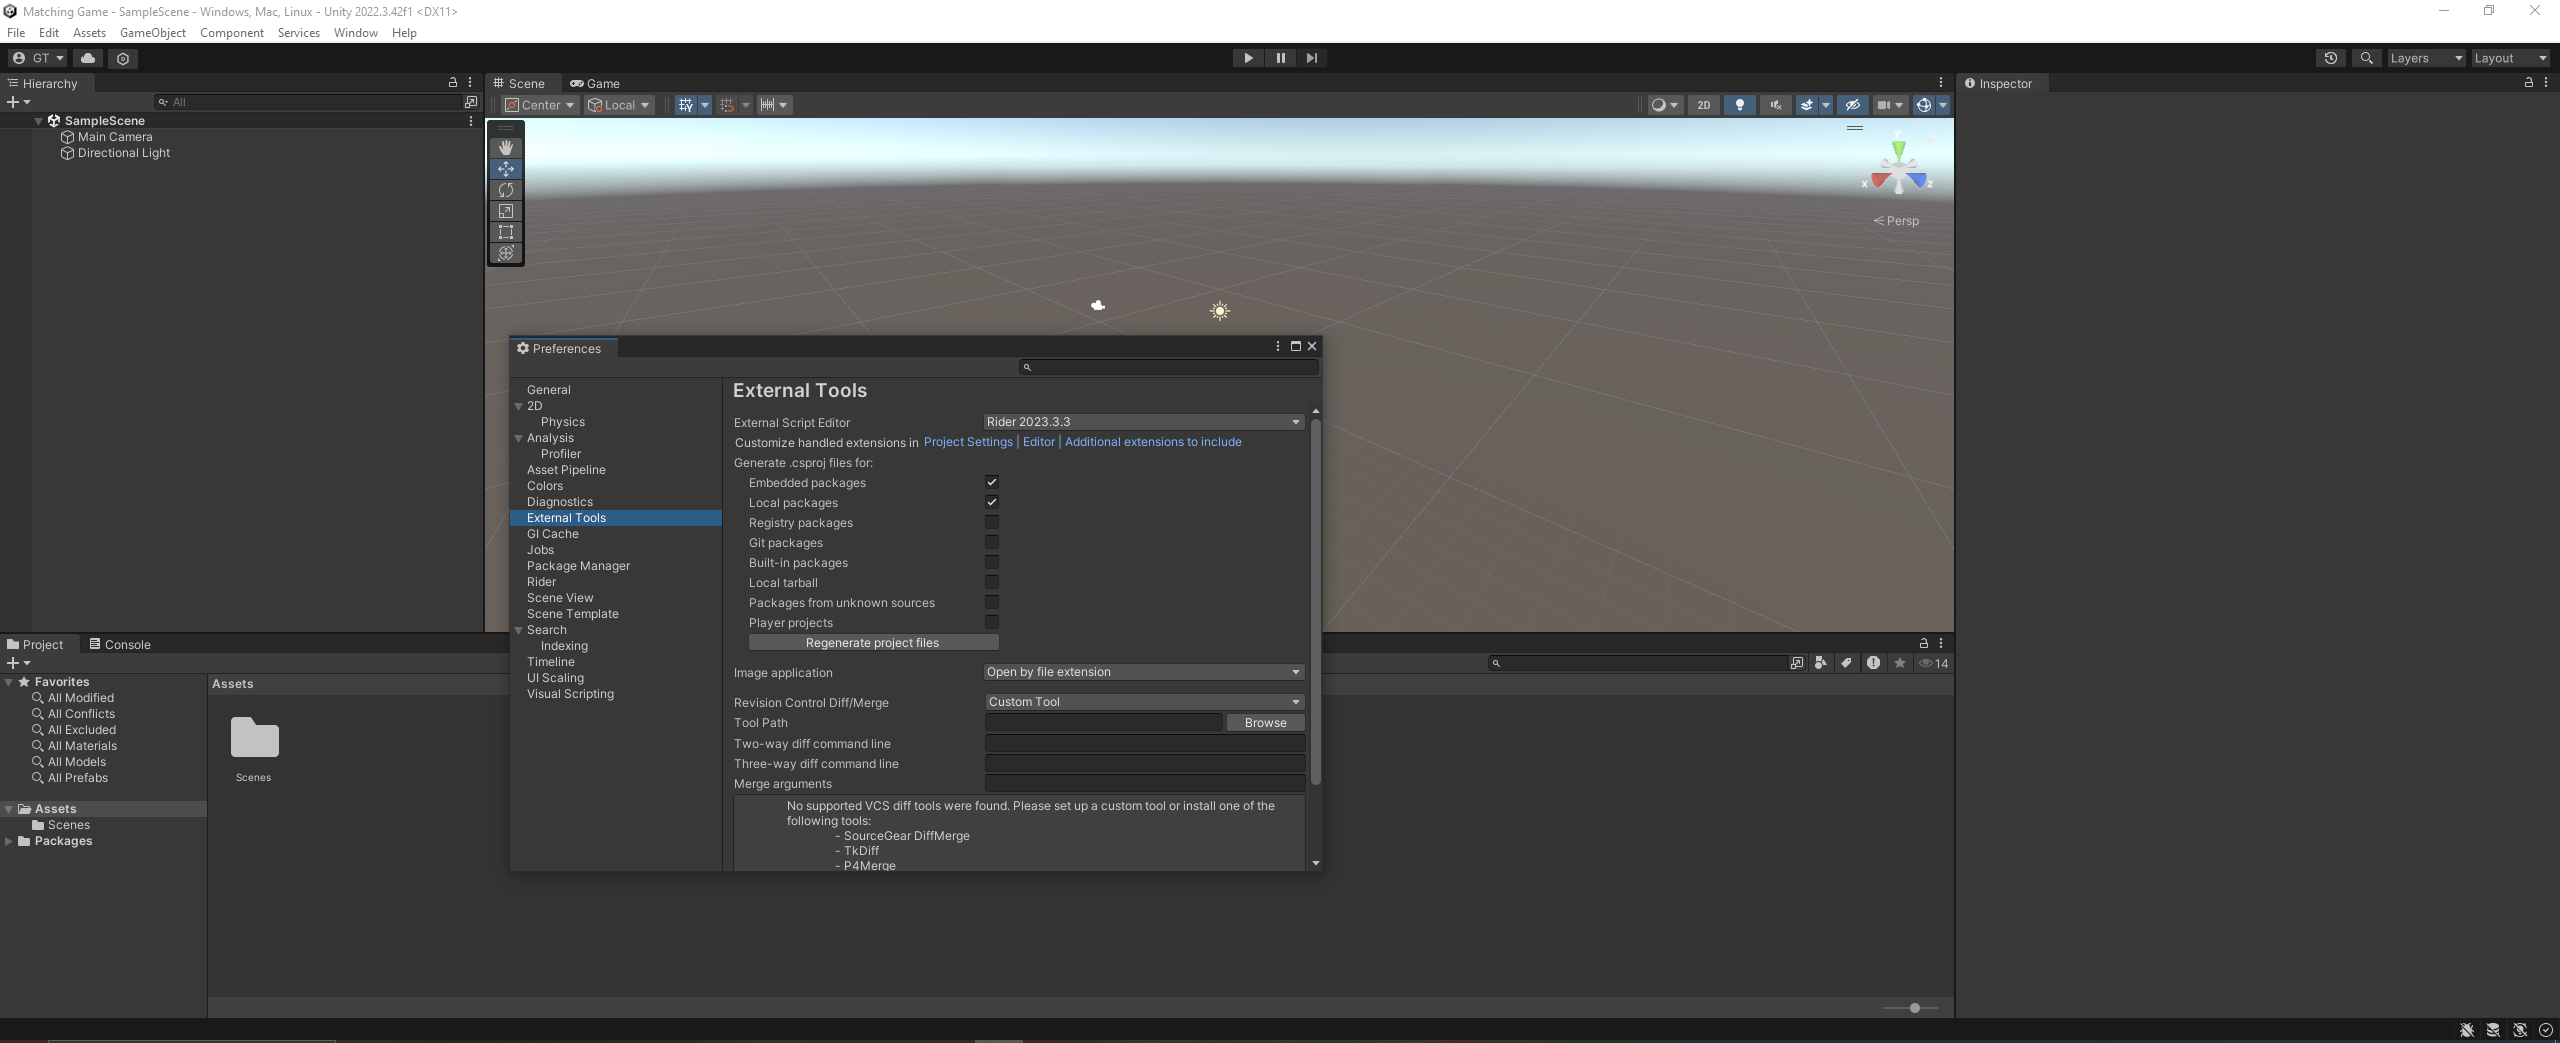 Matching Game - SampleScene - Windows, Mac, Linux - Unity 2022.3.42f1 <DX11>
File Edit Assets GameObject Component Services Window Help
GT
Layers Layout
Hierarchy
All
SampleScene
Main Camera
Directional Light
Scene Game
Center Local
2D
y
x z
Persp
Inspector
Preferences
General
2D
Physics
Analysis
Profiler
Asset Pipeline
Colors
Diagnostics
External Tools
GI Cache
Jobs
Package Manager
Rider
Scene View
Scene Template
Search
Indexing
Timeline
UI Scaling
Visual Scripting
External Tools
External Script Editor Rider 2023.3.3
Customize handled extensions in Project Settings | Editor | Additional extensions to include
Generate .csproj files for:
Embedded packages
Local packages
Registry packages
Git packages
Built-in packages
Local tarball
Packages from unknown sources
Player projects
Regenerate project files
Image application Open by file extension
Revision Control Diff/Merge Custom Tool
Tool Path Browse
Two-way diff command line
Three-way diff command line
Merge arguments
No supported VCS diff tools were found. Please set up a custom tool or install one of the
following tools:
- SourceGear DiffMerge
- TkDiff
- P4Merge
Project Console
14
Favorites
All Modified
All Conflicts
All Excluded
All Materials
All Models
All Prefabs
Assets
Scenes
Packages
Assets
Scenes